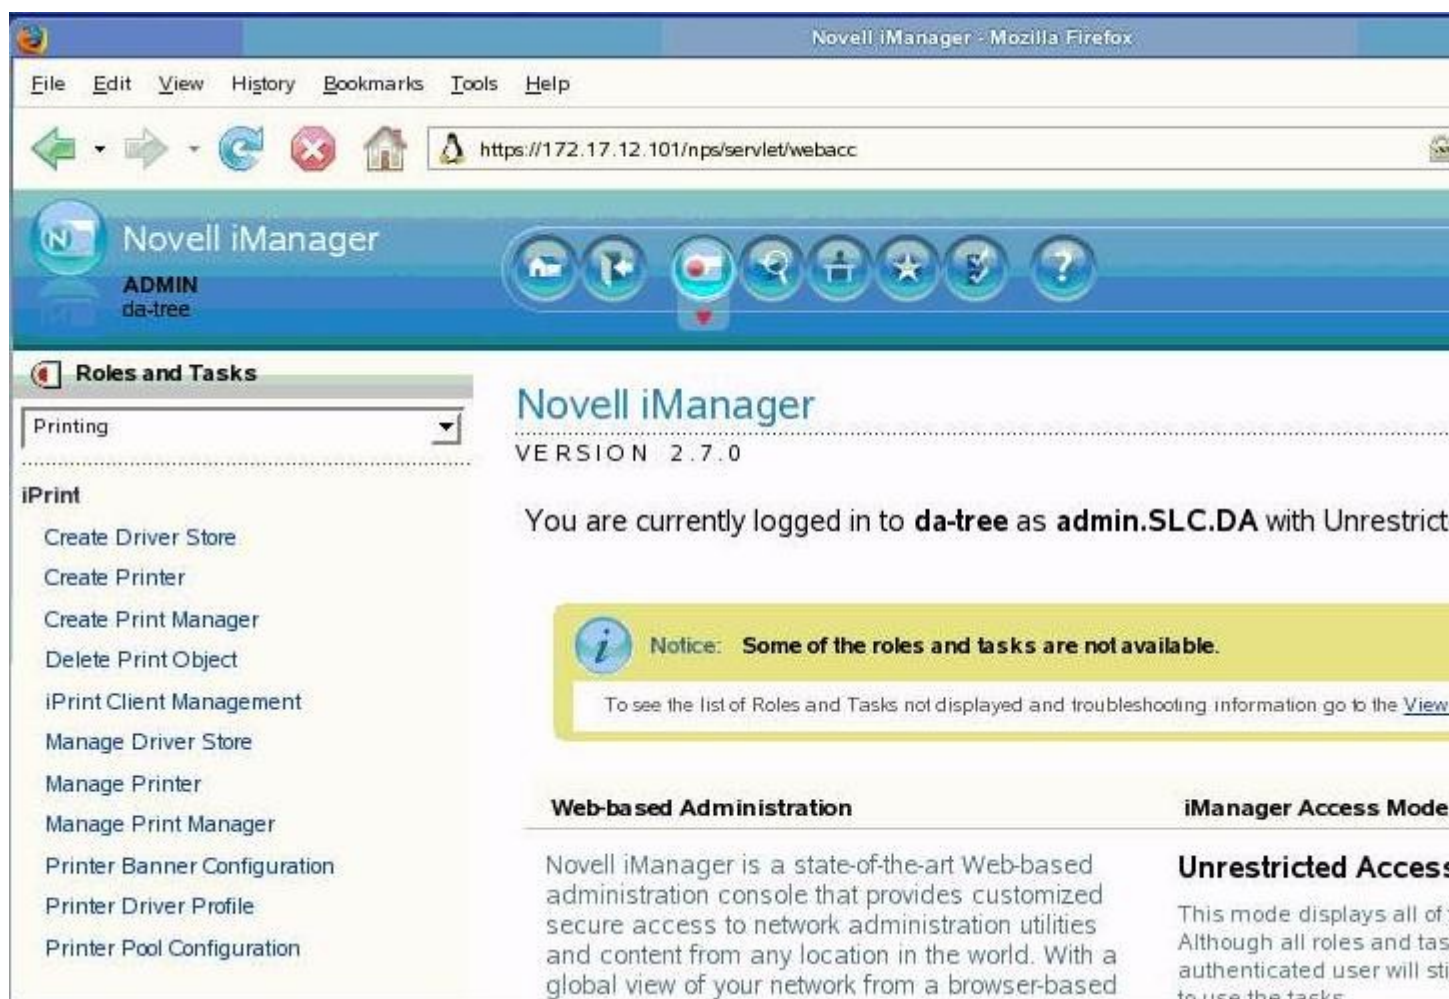 Novell iManager - Mozilla Firefox
File Edit View History Bookmarks Tools Help
https://172.17.12.101/nps/servlet/webacc
N
Novell iManager
ADMIN
da-tree
?
Roles and Tasks
Printing
iPrint
Create Driver Store
Create Printer
Create Print Manager
Delete Print Object
iPrint Client Management
Manage Driver Store
Manage Printer
Manage Print Manager
Printer Banner Configuration
Printer Driver Profile
Printer Pool Configuration
Novell iManager
VERSION 2.7.0
You are currently logged in to da-tree as admin.SLC.DA with Unrestrict
i
Notice: Some of the roles and tasks are not available.
To see the list of Roles and Tasks not displayed and troubleshooting information go to the View
Web-based Administration
Novell iManager is a state-of-the-art Web-based
administration console that provides customized
secure access to network administration utilities
and content from any location in the world. With a
global view of your network from a browser-based
iManager Access Mode
Unrestricted Access
This mode displays all of
Although all roles and tas
authenticated user will sti
to use the tasks